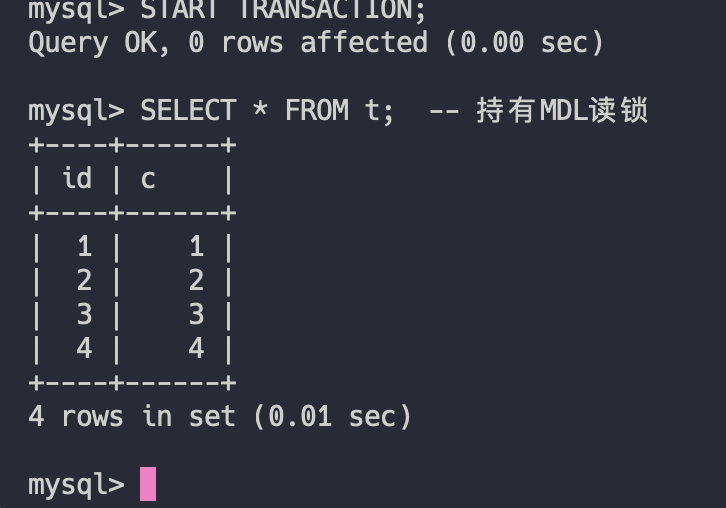 mysql> START TRANSACTION;
Query OK, 0 rows affected (0.00 sec)
mysql> SELECT * FROM t;  -- 持有MDL读锁
+----+------+
| id | c    |
+----+------+
|  1 |    1 |
|  2 |    2 |
|  3 |    3 |
|  4 |    4 |
+----+------+
4 rows in set (0.01 sec)
mysql>